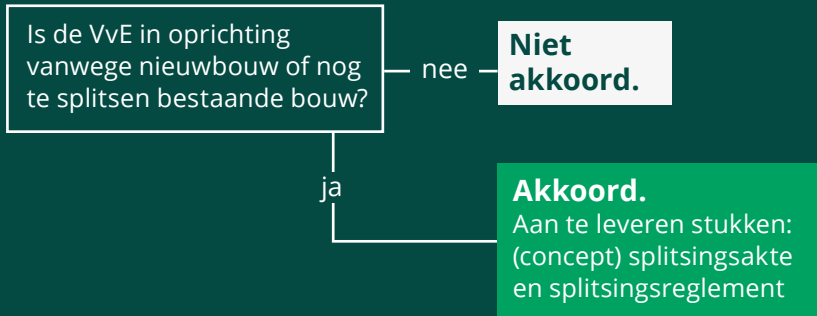 Is de VvE in oprichting
vanwege nieuwbouw of nog
te splitsen bestaande bouw?
nee
Niet
akkoord.
ja
Akkoord.
Aan te leveren stukken:
(concept) splitsingsakte
en splitsingsreglement